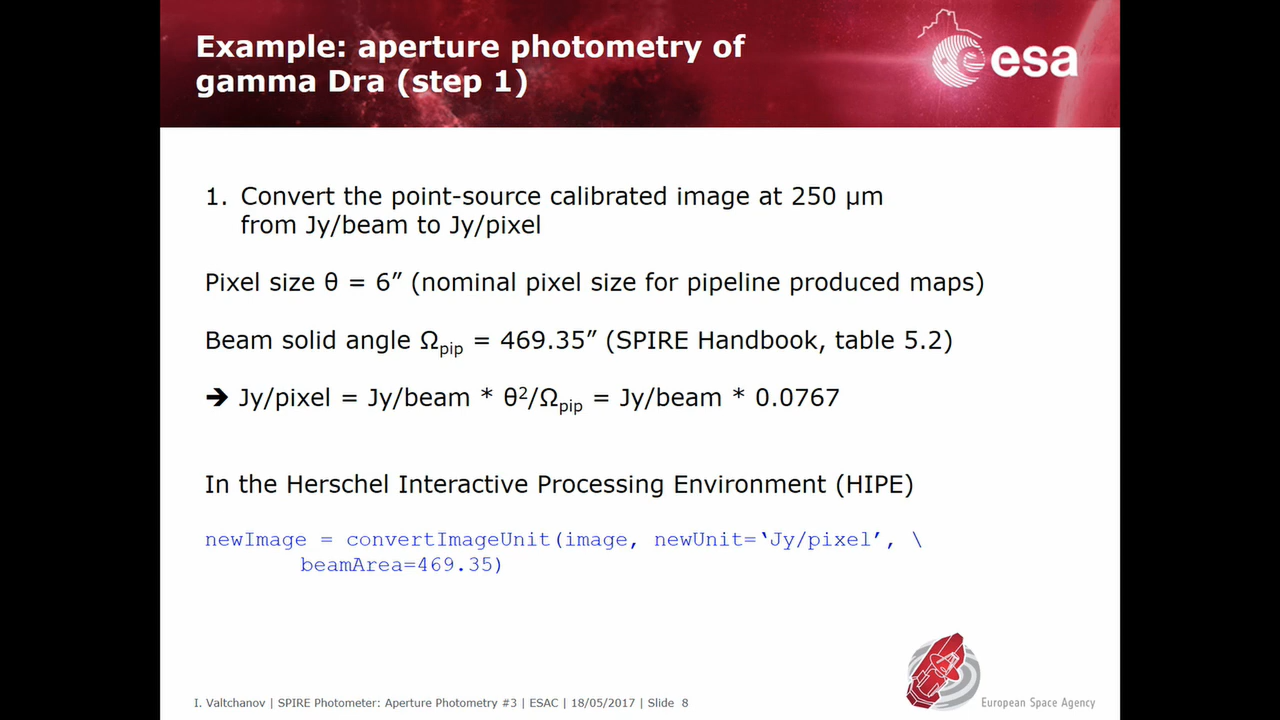 Example: aperture photometry of
gamma Dra (step 1)
esa
1. Convert the point-source calibrated image at 250 µm
from Jy/beam to Jy/pixel
Pixel size θ = 6” (nominal pixel size for pipeline produced maps)
Beam solid angle Ωpip = 469.35” (SPIRE Handbook, table 5.2)
➔ Jy/pixel = Jy/beam * θ²/Ωpip = Jy/beam * 0.0767
In the Herschel Interactive Processing Environment (HIPE)
newImage = convertImageUnit(image, newUnit=‘Jy/pixel’, \
beamArea=469.35)
I. Valtchanov | SPIRE Photometer: Aperture Photometry #3 | ESAC | 18/05/2017 | Slide 8
European Space Agency